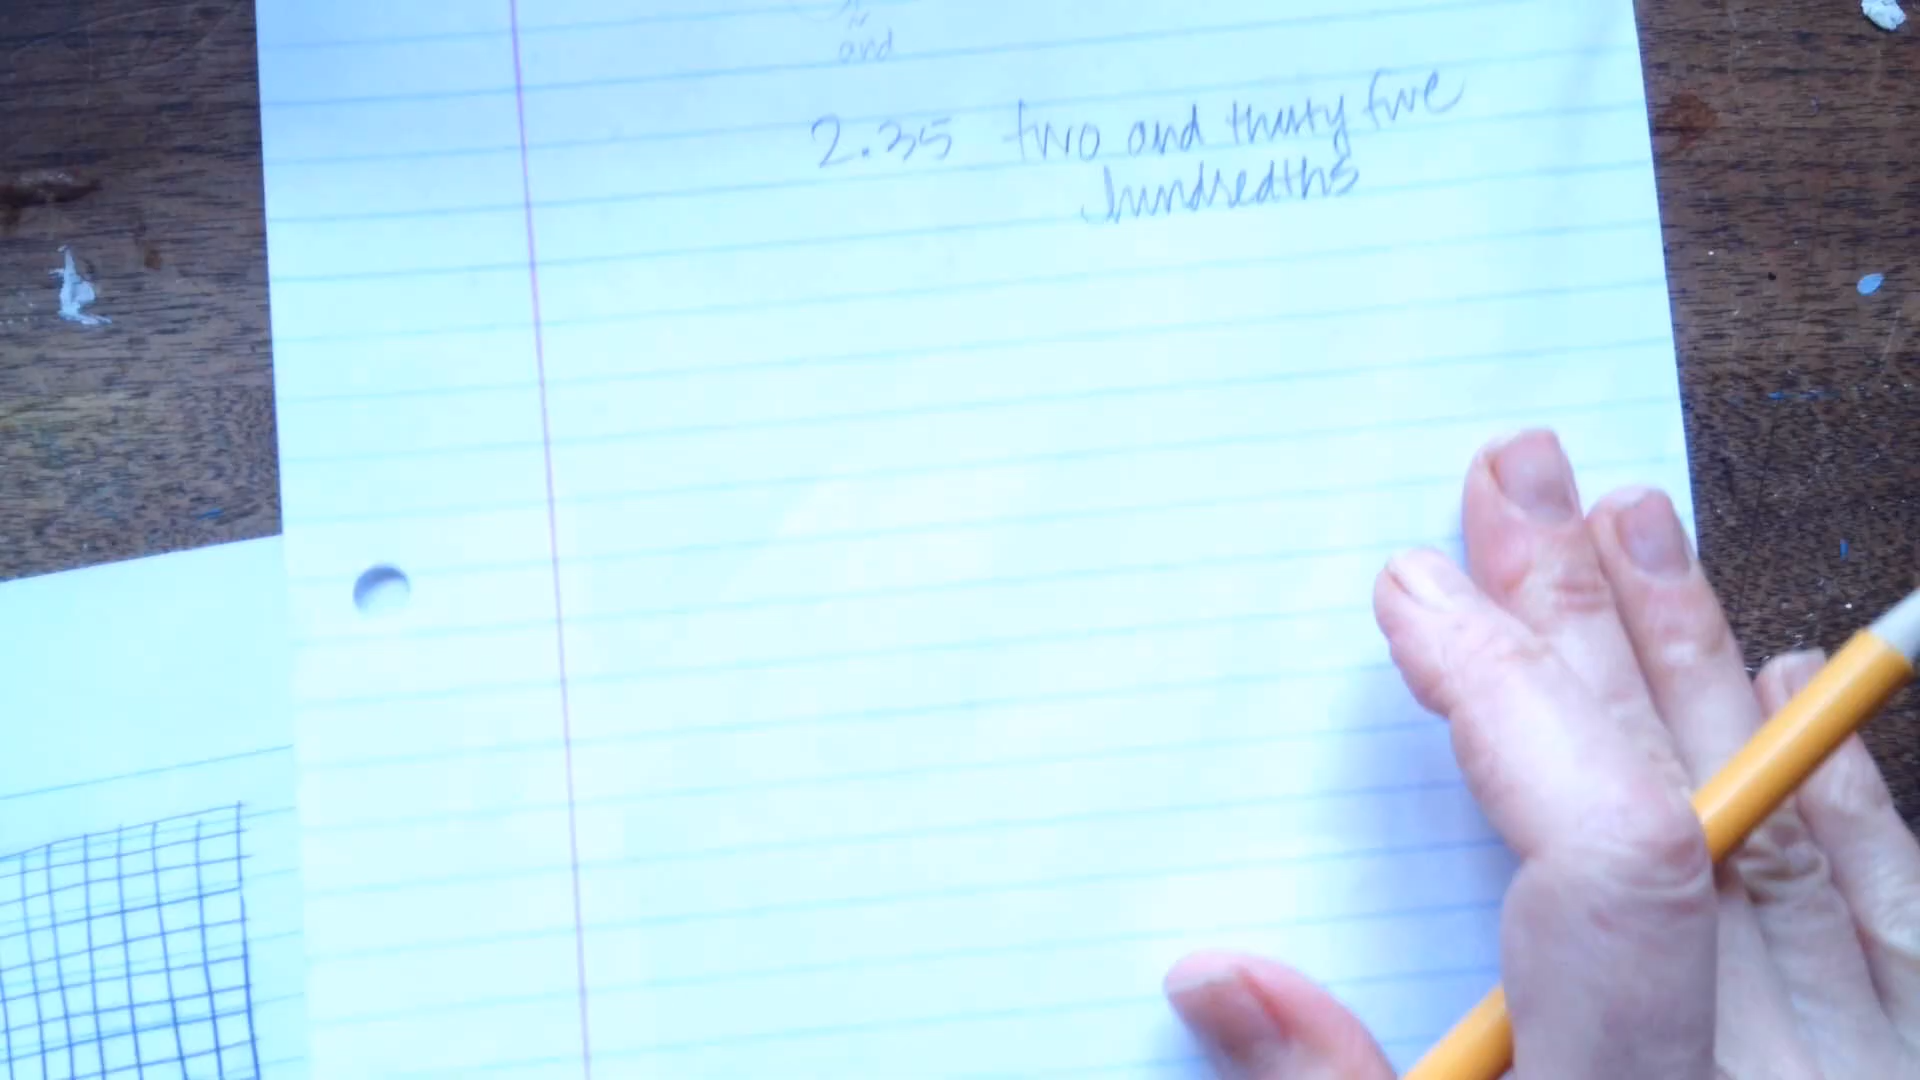 and
2.35 two and thirty five
hundredths